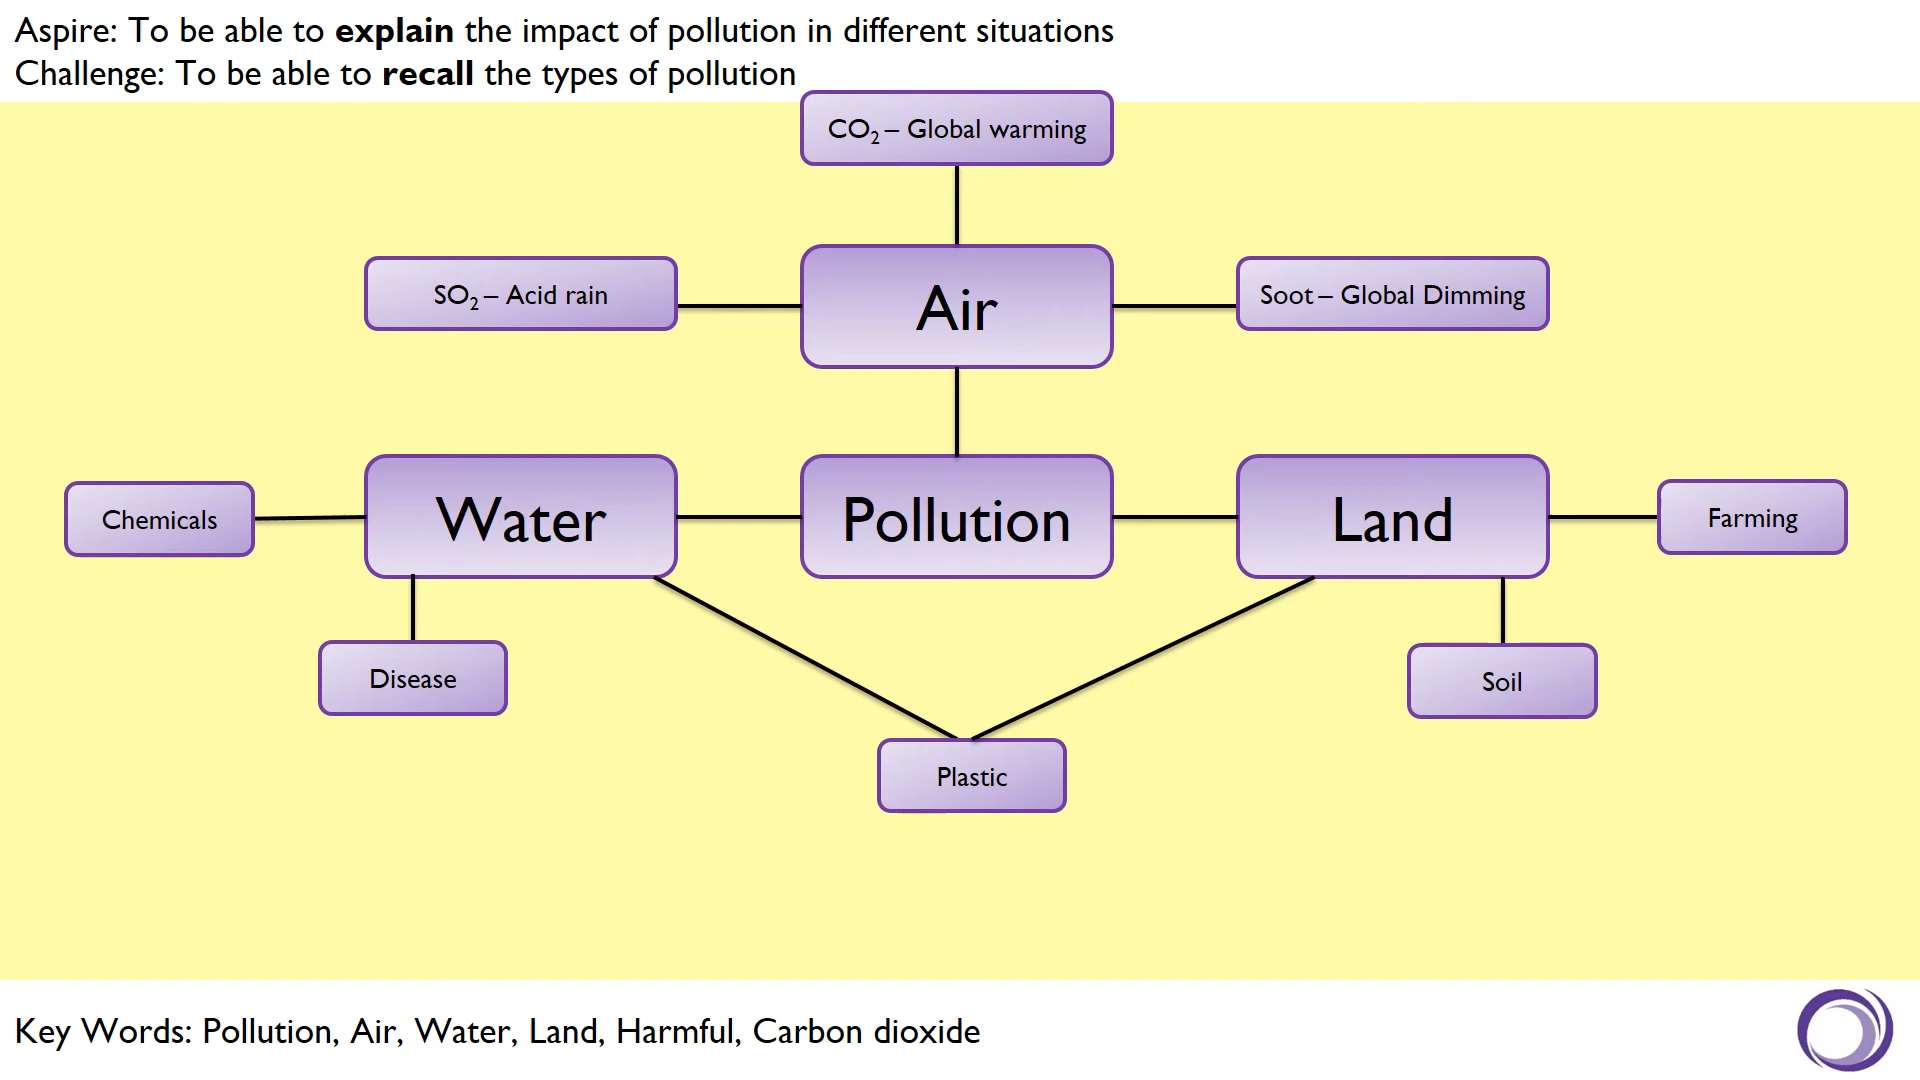 Aspire: To be able to explain the impact of pollution in different situations
Challenge: To be able to recall the types of pollution
CO₂ – Global warming
SO₂ – Acid rain
Air
Soot – Global Dimming
Chemicals
Water
Pollution
Land
Farming
Disease
Soil
Plastic
Key Words: Pollution, Air, Water, Land, Harmful, Carbon dioxide